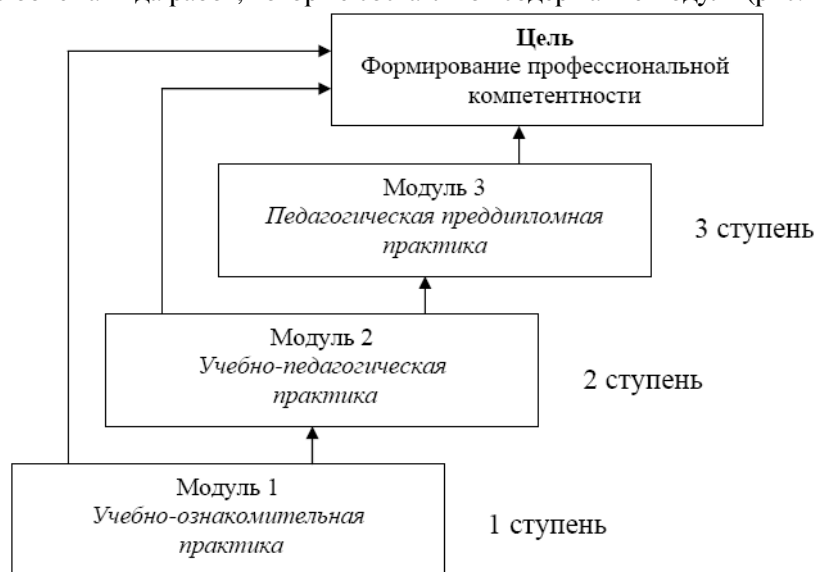 Цель
Формирование профессиональной
компетентности
Модуль 3
Педагогическая преддипломная
практика
3 ступень
Модуль 2
Учебно-педагогическая
практика
2 ступень
Модуль 1
Учебно-ознакомительная
практика
1 ступень